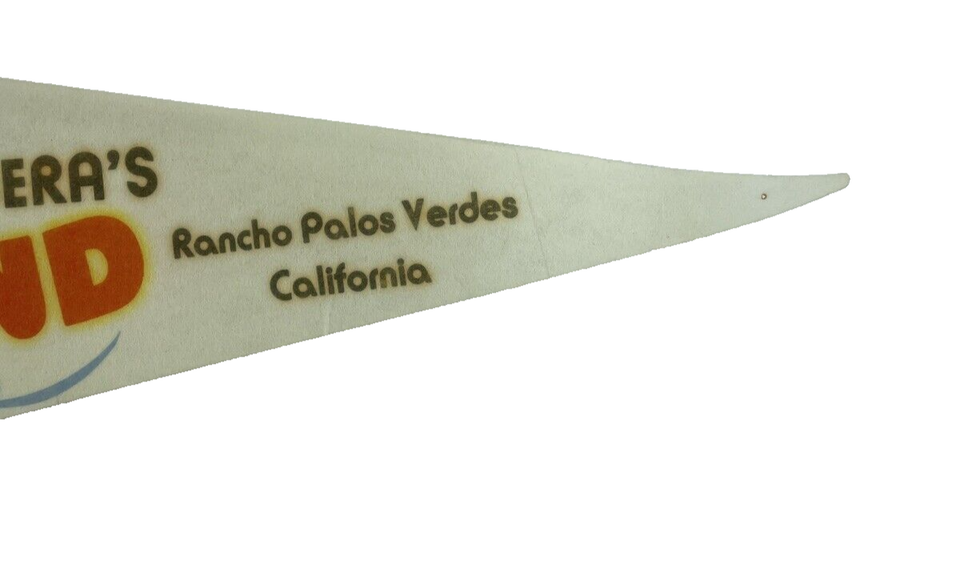 ERA'S
ND
Rancho Palos Verdes
California